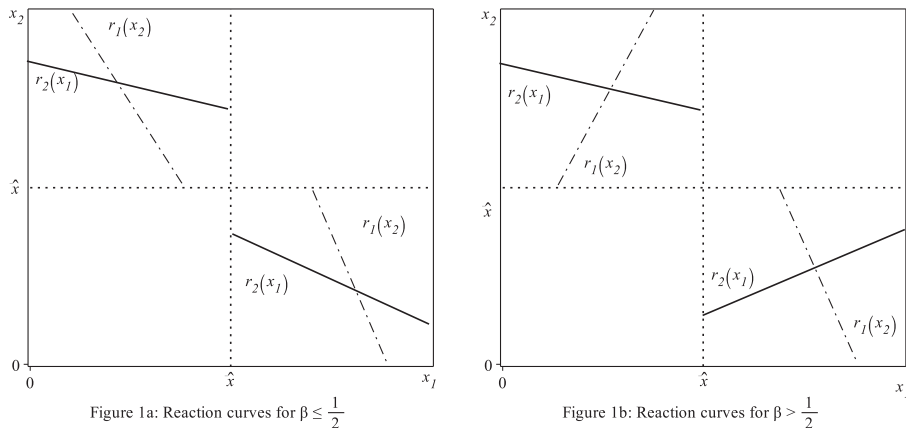 x₂
r₁(x₂)
r₂(x₁)
x̂
r₁(x₂)
r₂(x₁)
0
0
x̂
x₁
Figure 1a: Reaction curves for β ≤ 1/2
x₂
r₂(x₁)
r₁(x₂)
x̂
r₂(x₁)
r₁(x₂)
0
0
x̂
x
Figure 1b: Reaction curves for β > 1/2